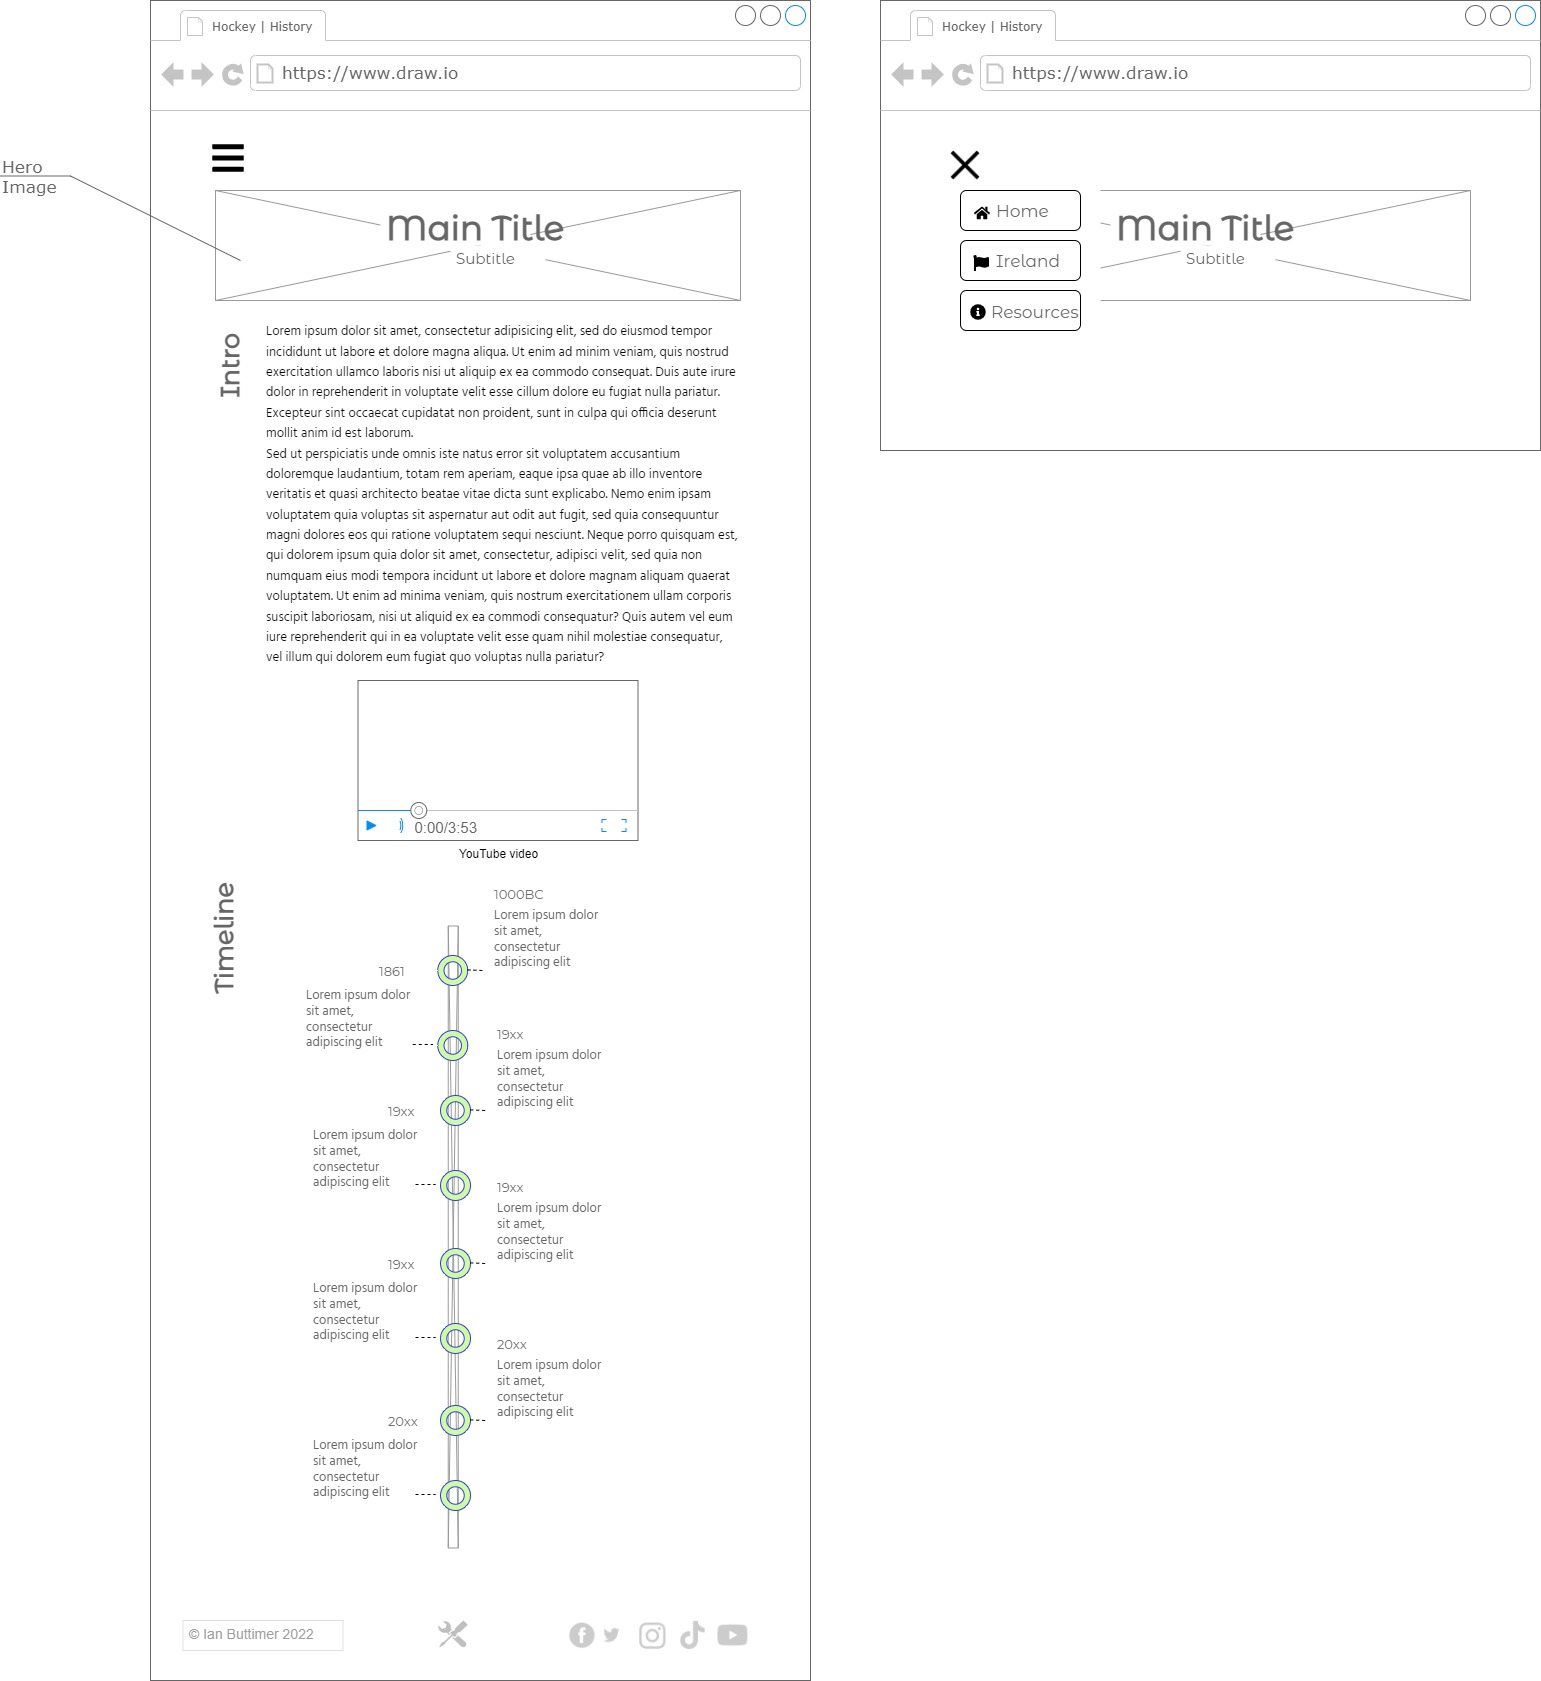 Hockey | History
https://www.draw.io
Hero
Image
Main Title
Subtitle
Intro
Lorem ipsum dolor sit amet, consectetur adipisicing elit, sed do eiusmod tempor
incididunt ut labore et dolore magna aliqua. Ut enim ad minim veniam, quis nostrud
exercitation ullamco laboris nisi ut aliquip ex ea commodo consequat. Duis aute irure
dolor in reprehenderit in voluptate velit esse cillum dolore eu fugiat nulla pariatur.
Excepteur sint occaecat cupidatat non proident, sunt in culpa qui officia deserunt
mollit anim id est laborum.
Sed ut perspiciatis unde omnis iste natus error sit voluptatem accusantium
doloremque laudantium, totam rem aperiam, eaque ipsa quae ab illo inventore
veritatis et quasi architecto beatae vitae dicta sunt explicabo. Nemo enim ipsam
voluptatem quia voluptas sit aspernatur aut odit aut fugit, sed quia consequuntur
magni dolores eos qui ratione voluptatem sequi nesciunt. Neque porro quisquam est,
qui dolorem ipsum quia dolor sit amet, consectetur, adipisci velit, sed quia non
numquam eius modi tempora incidunt ut labore et dolore magnam aliquam quaerat
voluptatem. Ut enim ad minima veniam, quis nostrum exercitationem ullam corporis
suscipit laboriosam, nisi ut aliquid ex ea commodi consequatur? Quis autem vel eum
iure reprehenderit qui in ea voluptate velit esse quam nihil molestiae consequatur,
vel illum qui dolorem eum fugiat quo voluptas nulla pariatur?
0:00/3:53
YouTube video
Timeline
1000BC
Lorem ipsum dolor
sit amet,
consectetur
adipiscing elit
1861
Lorem ipsum dolor
sit amet,
consectetur
adipiscing elit
19xx
Lorem ipsum dolor
sit amet,
consectetur
adipiscing elit
19xx
Lorem ipsum dolor
sit amet,
consectetur
adipiscing elit
19xx
Lorem ipsum dolor
sit amet,
consectetur
adipiscing elit
19xx
Lorem ipsum dolor
sit amet,
consectetur
adipiscing elit
20xx
Lorem ipsum dolor
sit amet,
consectetur
adipiscing elit
20xx
Lorem ipsum dolor
sit amet,
consectetur
adipiscing elit
© Ian Buttimer 2022
Hockey | History
https://www.draw.io
Home
Ireland
Resources
Main Title
Subtitle